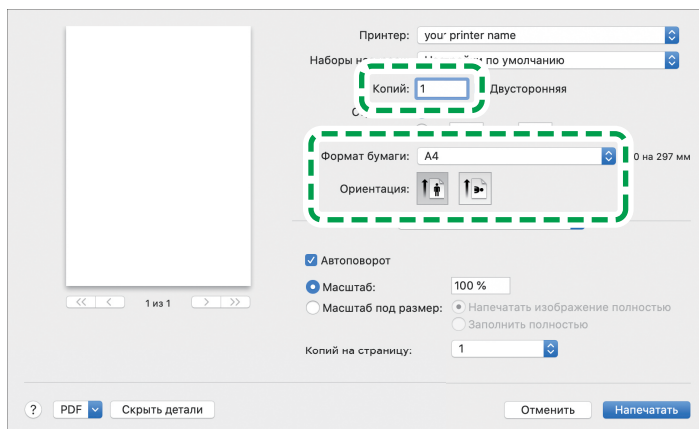 Принтер: your printer name
Наборы по умолчанию
Копий: 1 Двусторонняя
Формат бумаги: A4 0 на 297 мм
Ориентация:
Автоповорот
Масштаб: 100 %
Масштаб под размер: Напечатать изображение полностью
Заполнить полностью
<< < 1 из 1 > >>
Копий на страницу: 1
? PDF Скрыть детали Отменить Напечатать